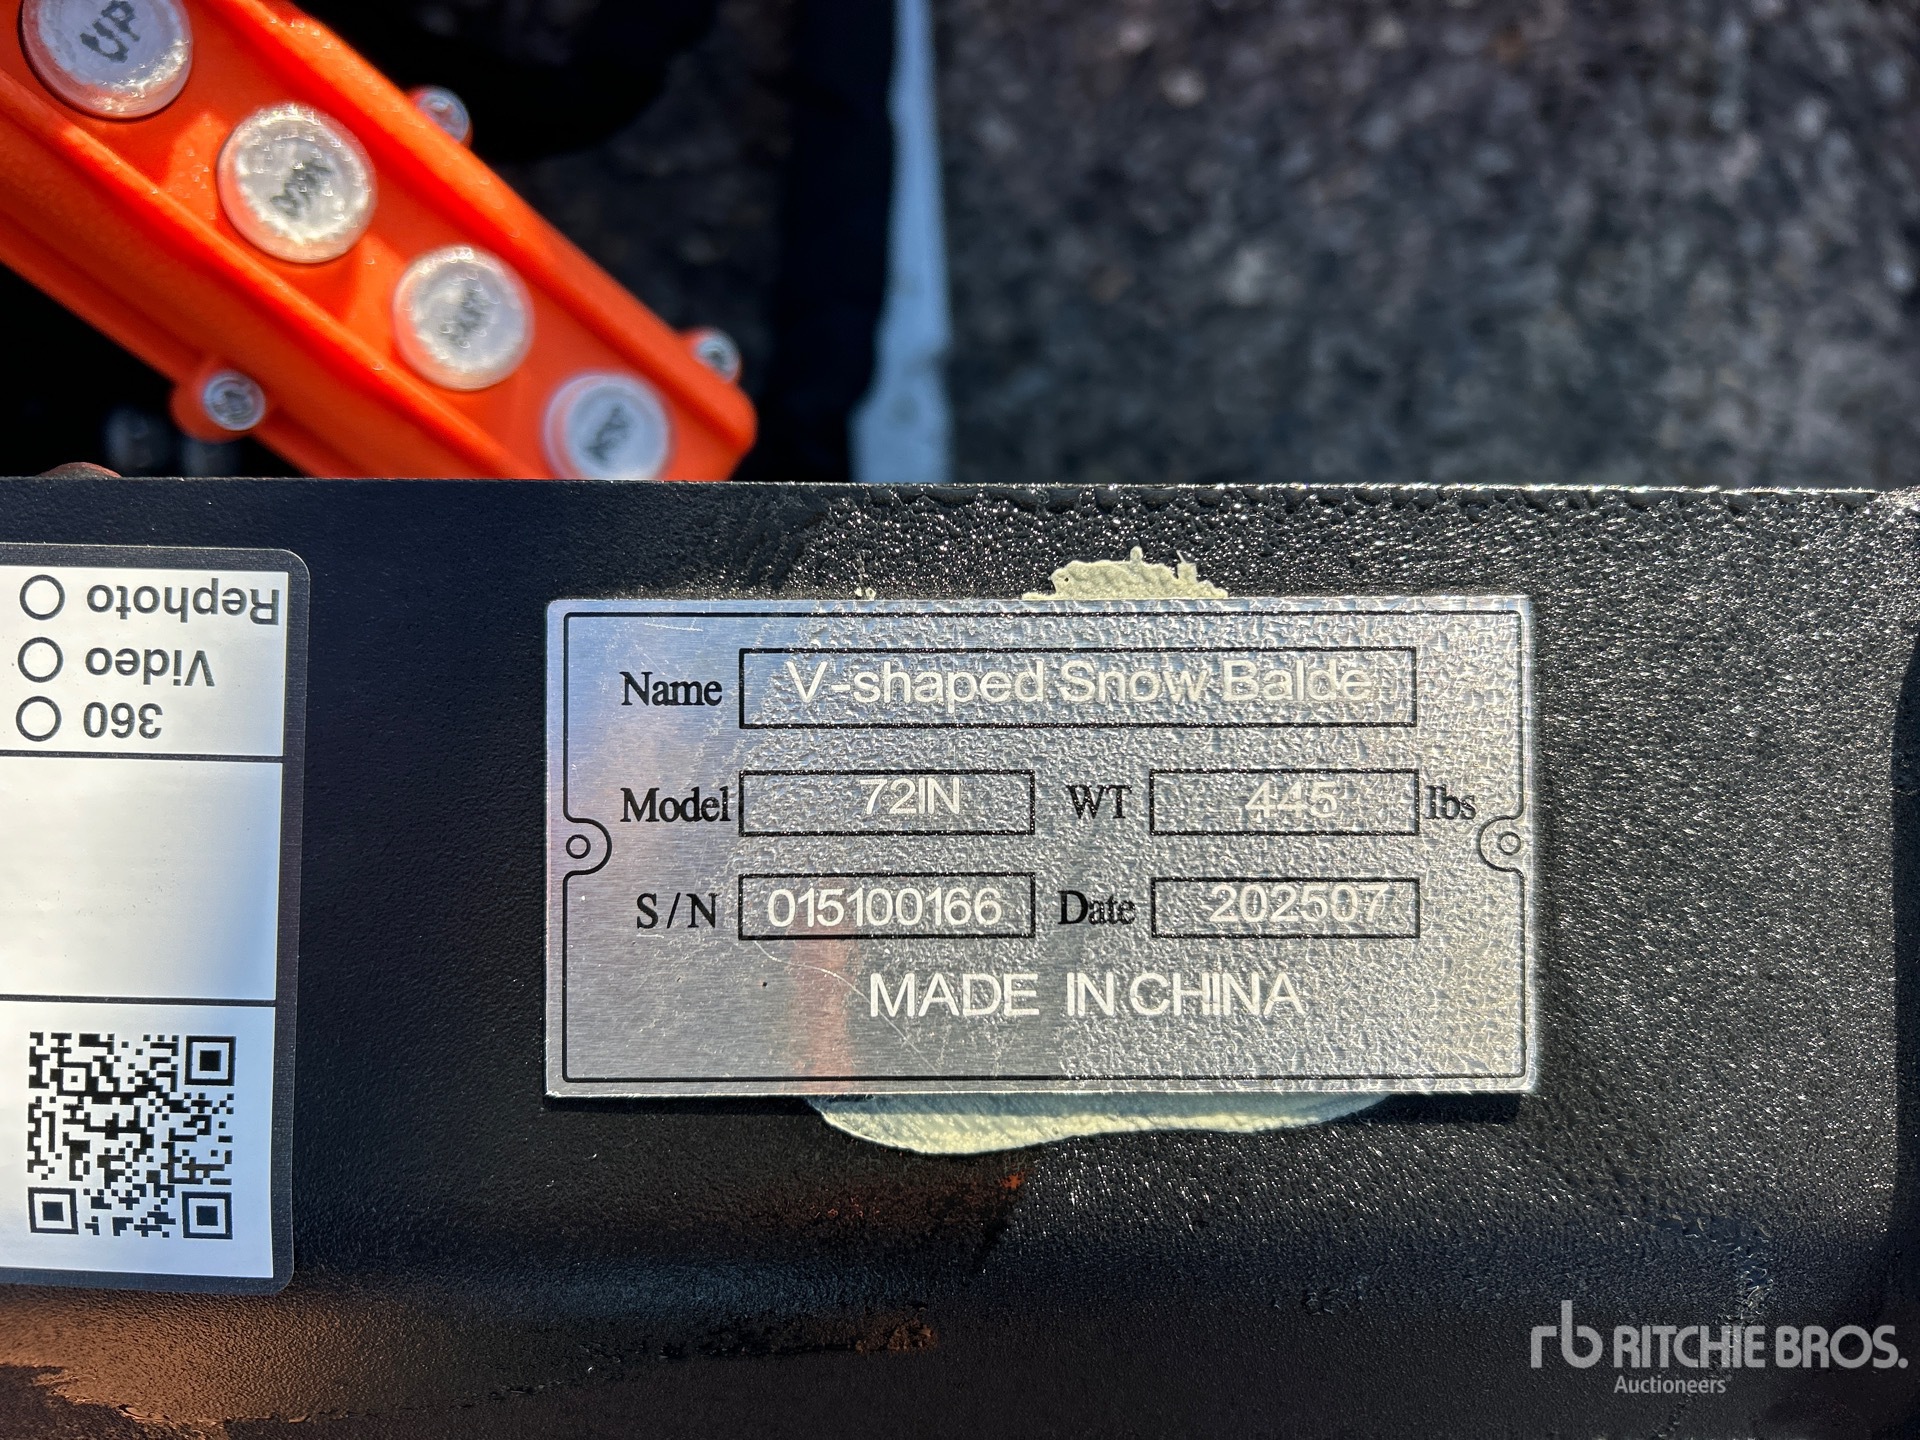 UP
Name V-shaped Snow Balde
Model 72IN WT 445 lbs
S/N 015100166 Date 202507
MADE IN CHINA
Rephoto
Video
360
rb RITCHIE BROS.
Auctioneers